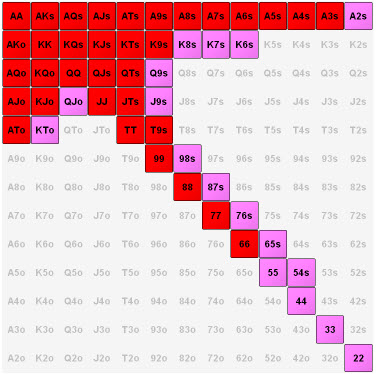 AA AKs AQs AJs ATs A9s A8s A7s A6s A5s A4s A3s A2s
AKo KK KQs KJs KTs K9s K8s K7s K6s K5s K4s K3s K2s
AQo KQo QQ QJs QTs Q9s Q8s Q7s Q6s Q5s Q4s Q3s Q2s
AJo KJo QJo JJ JTs J9s J8s J7s J6s J5s J4s J3s J2s
ATo KTo QTo JTo TT T9s T8s T7s T6s T5s T4s T3s T2s
A9o K9o Q9o J9o T9o 99 98s 97s 96s 95s 94s 93s 92s
A8o K8o Q8o J8o T8o 98o 88 87s 86s 85s 84s 83s 82s
A7o K7o Q7o J7o T7o 97o 87o 77 76s 75s 74s 73s 72s
A6o K6o Q6o J6o T6o 96o 86o 76o 66 65s 64s 63s 62s
A5o K5o Q5o J5o T5o 95o 85o 75o 65o 55 54s 53s 52s
A4o K4o Q4o J4o T4o 94o 84o 74o 64o 54o 44 43s 42s
A3o K3o Q3o J3o T3o 93o 83o 73o 63o 53o 43o 33 32s
A2o K2o Q2o J2o T2o 92o 82o 72o 62o 52o 42o 32o 22